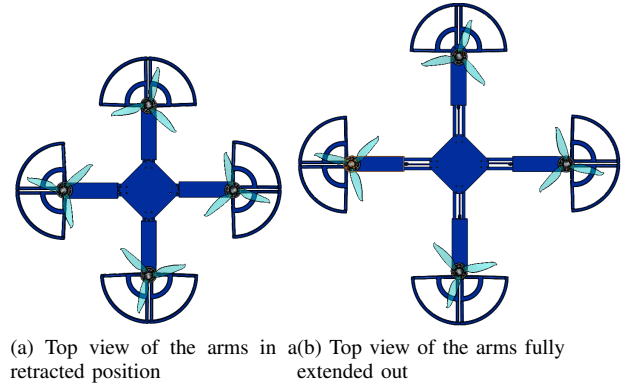 (a) Top view of the arms in a
retracted position
(b) Top view of the arms fully
extended out